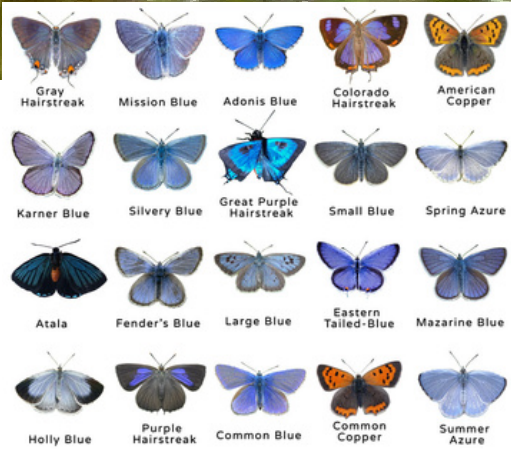 Gray
Hairstreak
Mission Blue
Adonis Blue
Colorado
Hairstreak
American
Copper
Karner Blue
Silvery Blue
Great Purple
Hairstreak
Small Blue
Spring Azure
Atala
Fender's Blue
Large Blue
Eastern
Tailed-Blue
Mazarine Blue
Holly Blue
Purple
Hairstreak
Common Blue
Common
Copper
Summer
Azure